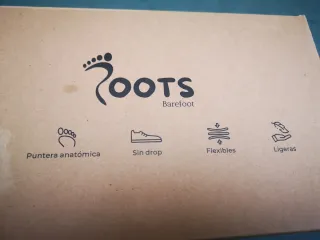 ROOTS
Barefoot
Puntera anatómica
Sin drop
Flexibles
Ligeras